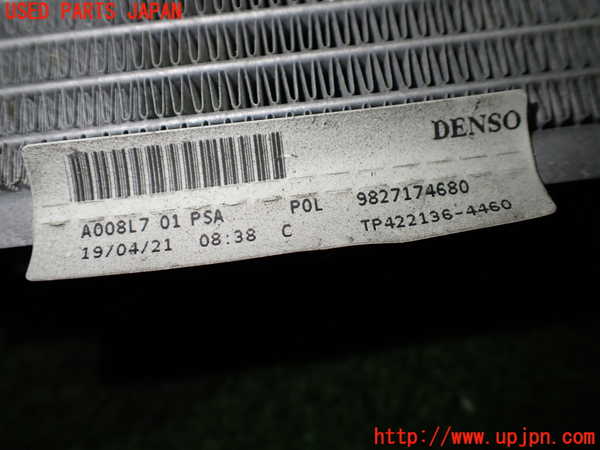 USED PARTS JAPAN
DENSO
A008L7 01 PSA POL 9827174680
19/04/21 08:38 C TP422136-4460
http://www.upjpn.com/